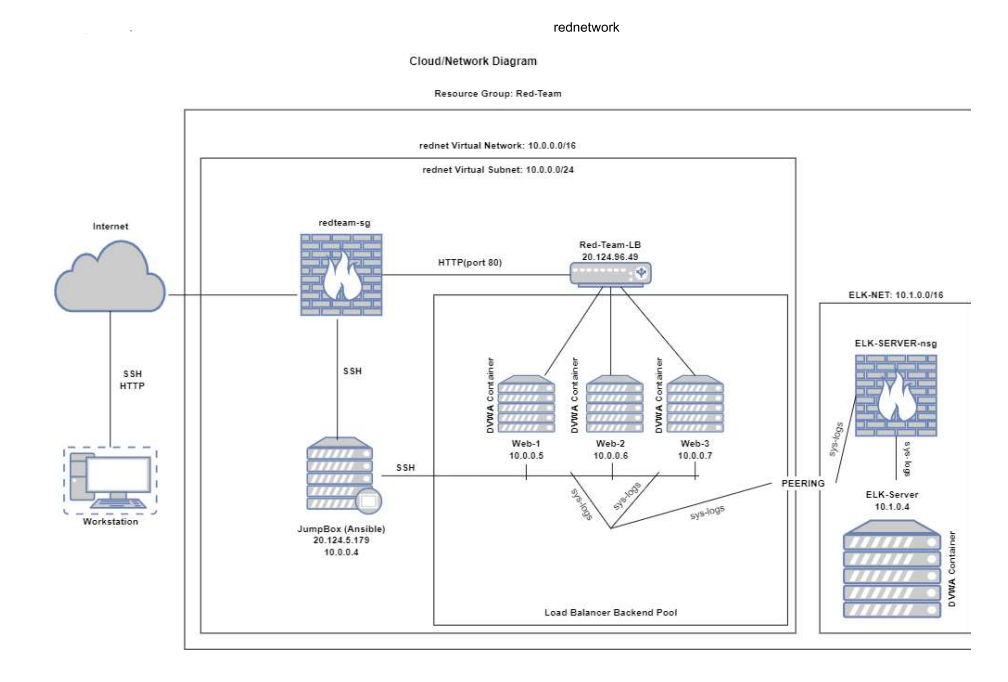 rednetwork
Cloud/Network Diagram
Resource Group: Red-Team
rednet Virtual Network: 10.0.0.0/16
rednet Virtual Subnet: 10.0.0.0/24
Internet
redteam-sg
Red-Team-LB
20.124.96.49
HTTP(port 80)
ELK-NET: 10.1.0.0/16
ELK-SERVER-nsg
SSH
HTTP
SSH
DVWA Container
DVWA Container
DVWA Container
Web-1
10.0.0.5
Web-2
10.0.0.6
Web-3
10.0.0.7
sys-logs
sys-logs
SSH
sys-logs
sys-logs
sys-logs
PEERING
ELK-Server
10.1.0.4
Workstation
JumpBox (Ansible)
20.124.5.179
10.0.0.4
DVWA Container
Load Balancer Backend Pool